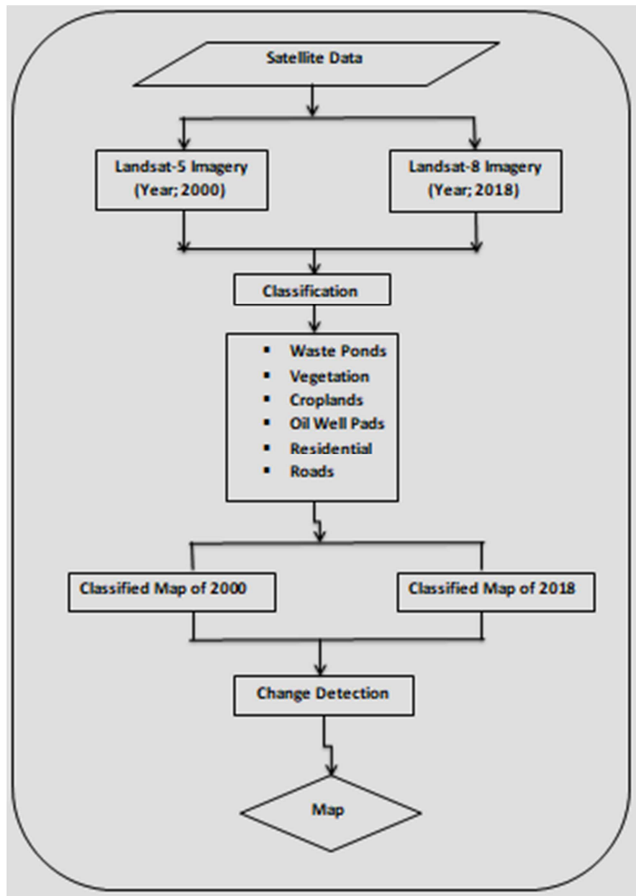 Satellite Data
Landsat-5 Imagery
(Year; 2000)
Landsat-8 Imagery
(Year; 2018)
Classification
▪ Waste Ponds
▪ Vegetation
▪ Croplands
▪ Oil Well Pads
▪ Residential
▪ Roads
Classified Map of 2000
Classified Map of 2018
Change Detection
Map